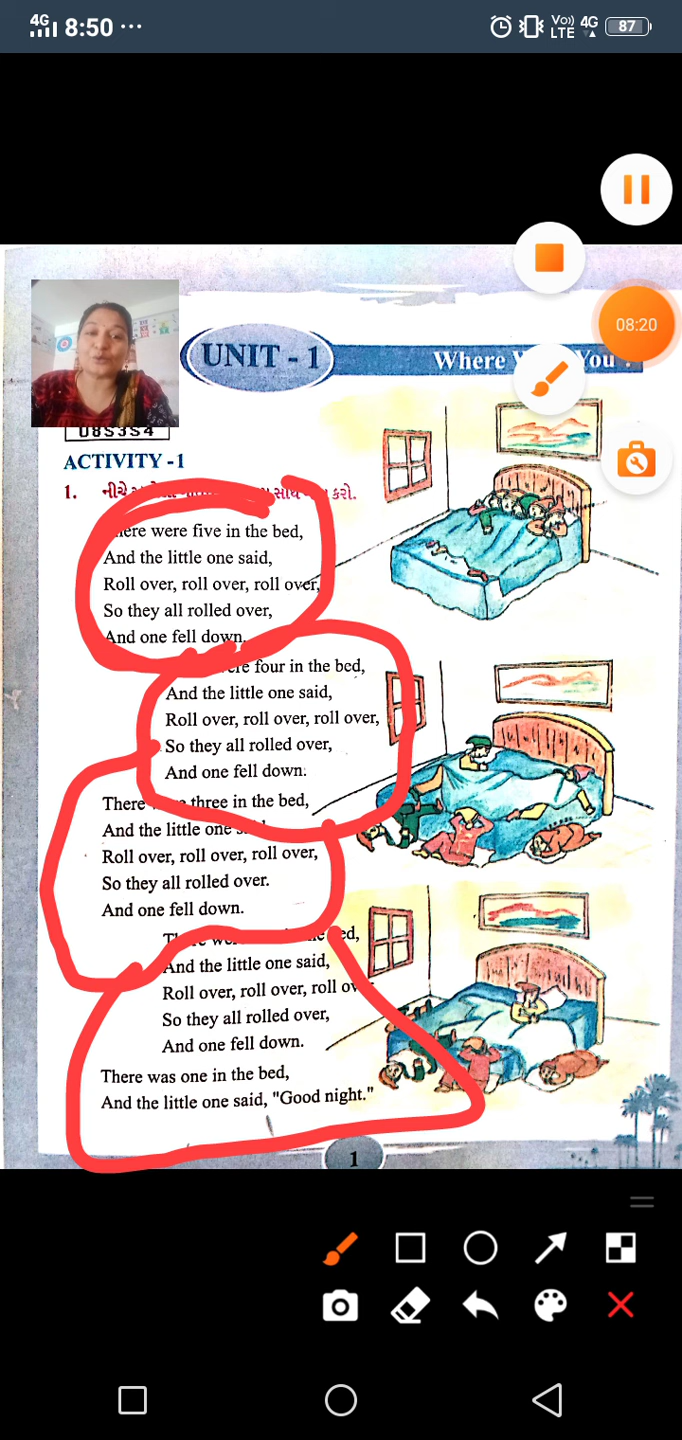 4G 8:50 ...
Vo)) LTE 4G 87
08:20
UNIT - 1
Where You ?
U8S3S4
ACTIVITY -1
1. નીચે સાથે કરો.
were five in the bed,
And the little one said,
Roll over, roll over, roll over,
So they all rolled over,
And one fell down.
four in the bed,
And the little one said,
Roll over, roll over, roll over,
So they all rolled over,
And one fell down.
There three in the bed,
And the little one
Roll over, roll over, roll over,
So they all rolled over.
And one fell down.
bed,
And the little one said,
Roll over, roll over, roll
So they all rolled over,
And one fell down.
There was one in the bed,
And the little one said, "Good night."
1